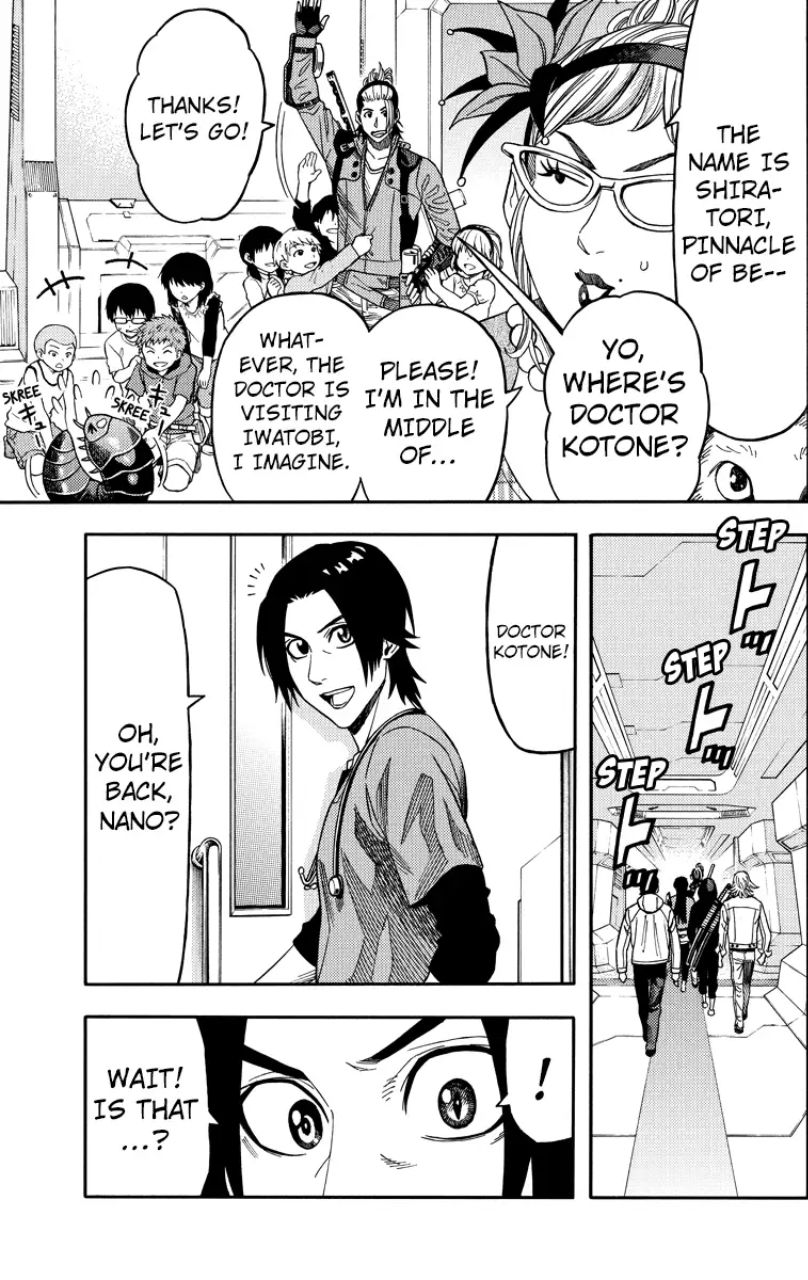 THE
NAME IS
SHIRA-
TORI,
PINNACLE
OF BE--
YO,
WHERE'S
DOCTOR
KOTONE?
PLEASE!
I'M IN THE
MIDDLE
OF...
WHAT-
EVER, THE
DOCTOR IS
VISITING
IWATOBI,
I IMAGINE.
THANKS!
LET'S GO!
SKREE
キュー
SKREE
キュー
STEP
ト
STEP
ト
STEP
ト
DOCTOR
KOTONE!
OH,
YOU'RE
BACK,
NANO?
!
WAIT!
IS THAT
...?